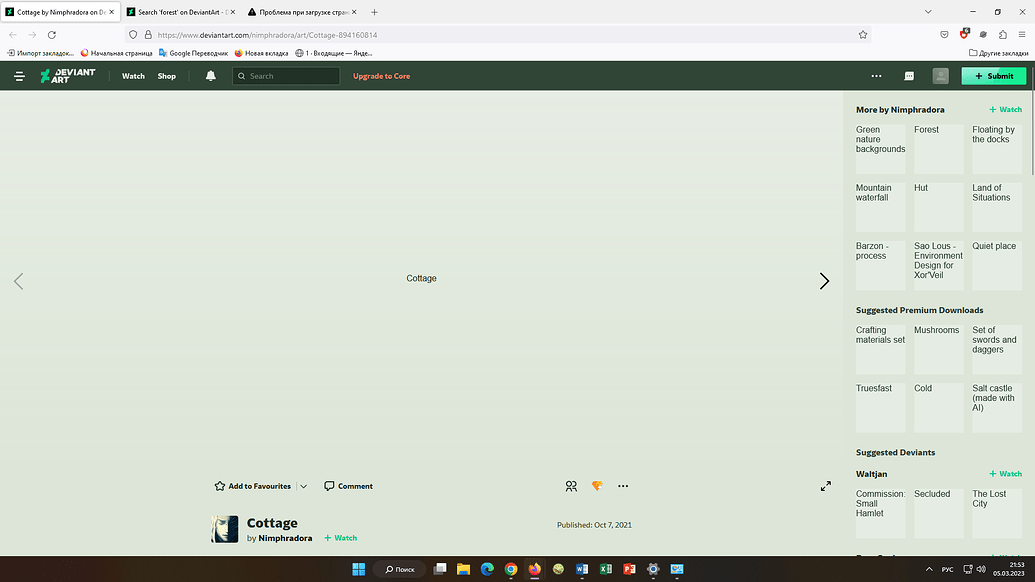 Cottage by Nimphradora on De
Search 'forest' on DeviantArt - D
Проблема при загрузке стран
https://www.deviantart.com/nimphradora/art/Cottage-894160814
Импорт закладок...
Начальная страница
Google Переводчик
Новая вкладка
1 · Входящие — Янде...
Другие закладки
DEVIANT
ART
Watch
Shop
Search
Upgrade to Core
Submit
Cottage
More by Nimphradora
Watch
Green
nature
backgrounds
Forest
Floating by
the docks
Mountain
waterfall
Hut
Land of
Situations
Barzon -
process
Sao Lous -
Environment
Design for
Xor'Veil
Quiet place
Suggested Premium Downloads
Crafting
materials set
Mushrooms
Set of
swords and
daggers
Truesfast
Cold
Salt castle
(made with
AI)
Suggested Deviants
Waltjan
Watch
Commission:
Small
Hamlet
Secluded
The Lost
City
Add to Favourites
Comment
Cottage
by Nimphradora
Watch
Published: Oct 7, 2021
Поиск
РУС
21:53
05.03.2023